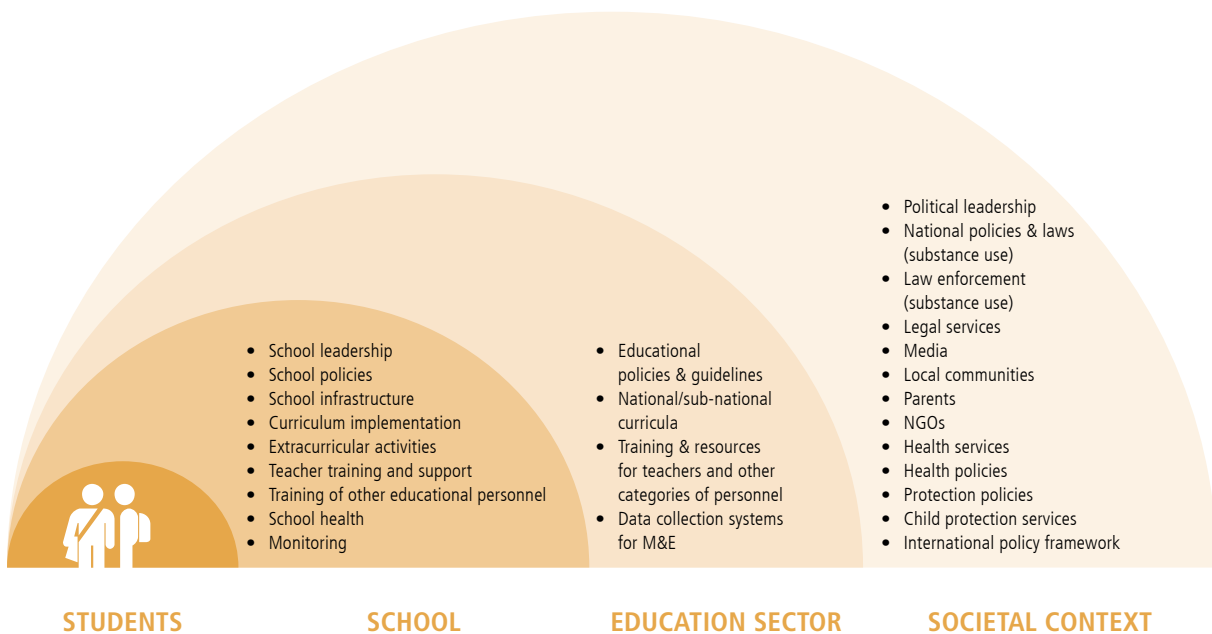 • School leadership
• School policies
• School infrastructure
• Curriculum implementation
• Extracurricular activities
• Teacher training and support
• Training of other educational personnel
• School health
• Monitoring
• Educational
policies & guidelines
• National/sub-national
curricula
• Training & resources
for teachers and other
categories of personnel
• Data collection systems
for M&E
• Political leadership
• National policies & laws
(substance use)
• Law enforcement
(substance use)
• Legal services
• Media
• Local communities
• Parents
• NGOs
• Health services
• Health policies
• Protection policies
• Child protection services
• International policy framework
STUDENTS
SCHOOL
EDUCATION SECTOR
SOCIETAL CONTEXT